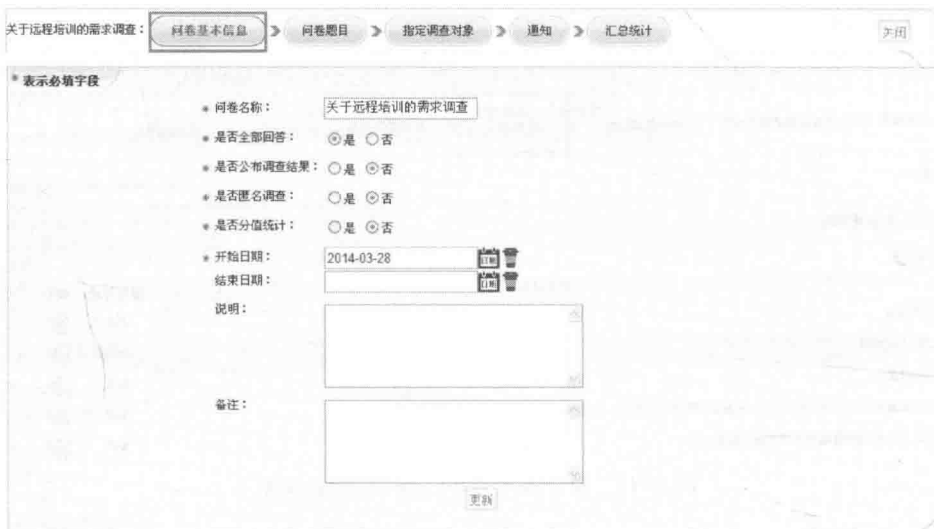 关于远程培训的需求调查： 问卷基本信息 问卷题目 指定调查对象 通知 汇总统计 关闭
* 表示必填字段
* 问卷名称： 关于远程培训的需求调查
* 是否全部回答： 是 否
* 是否公布调查结果： 是 否
* 是否匿名调查： 是 否
* 是否分值统计： 是 否
* 开始日期： 2014-03-28
结束日期：
说明：
备注：
更新